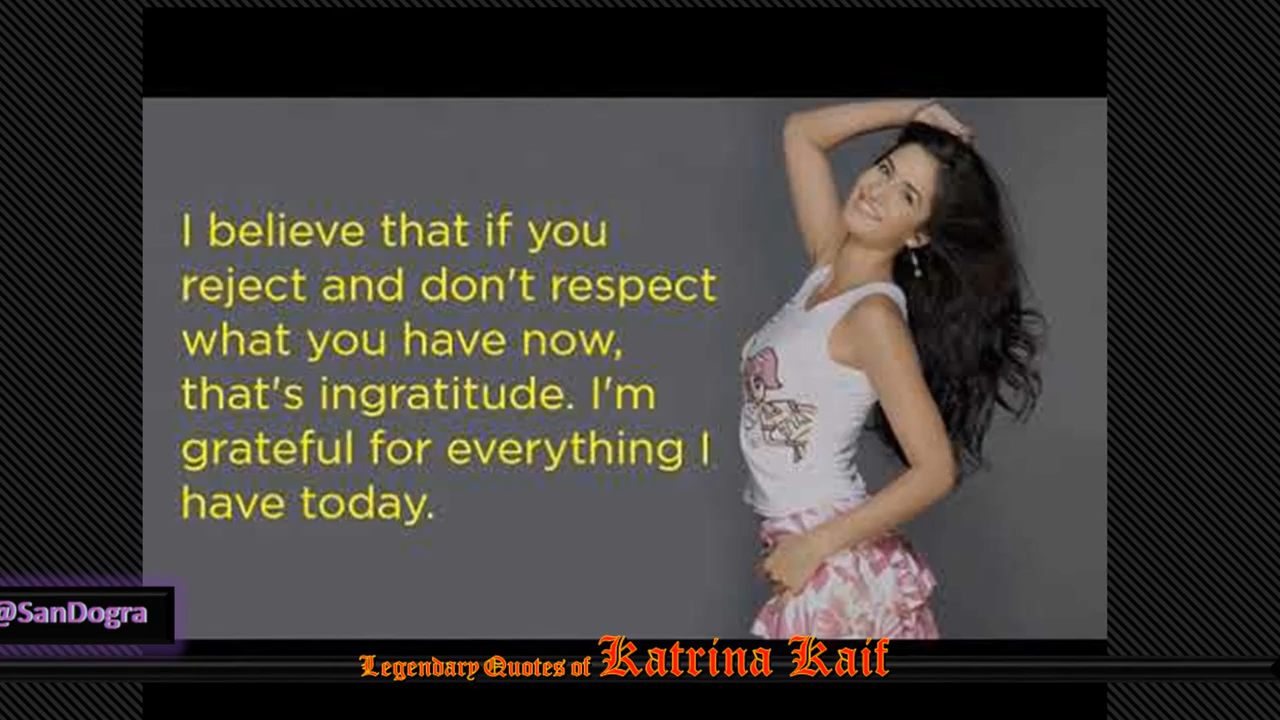 I believe that if you
reject and don't respect
what you have now,
that's ingratitude. I'm
grateful for everything I
have today.
@SanDogra
Legendary Quotes of Katrina Kaif